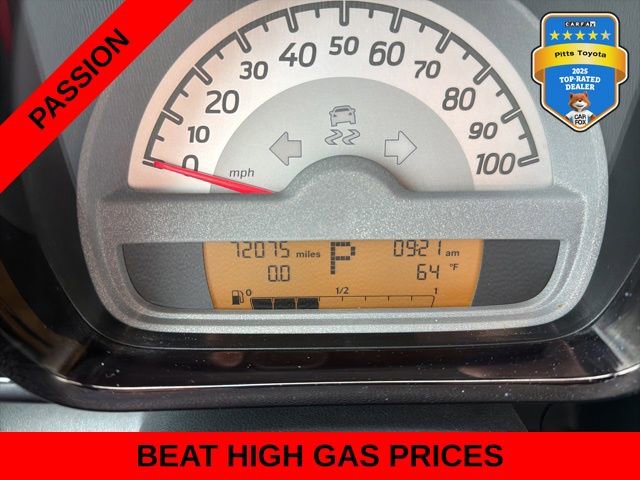 PASSION
CARFAX
Pitts Toyota
2025
TOP-RATED
DEALER
CAR
FOX
0
10
20
30
40
50
60
70
80
90
100
mph
72075 miles P 09:21 am
0.0 64 °F
0 1/2 1
BEAT HIGH GAS PRICES